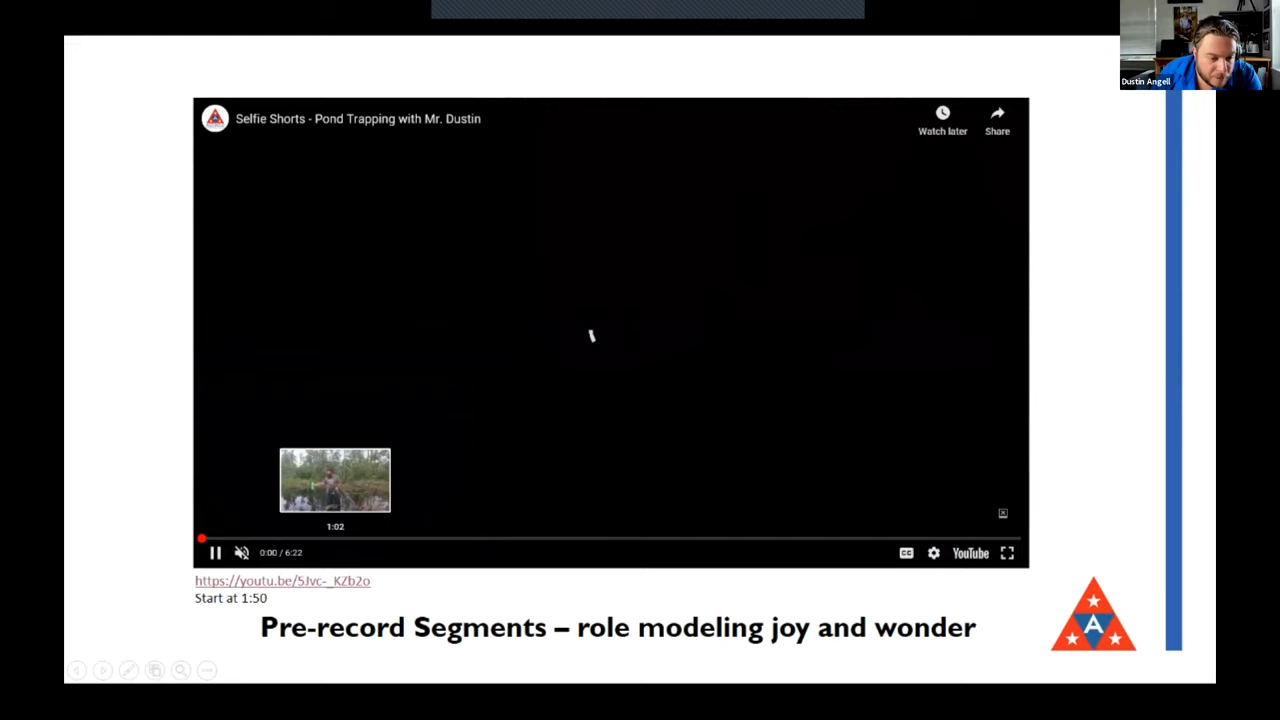 Dustin Angell
Selfie Shorts - Pond Trapping with Mr. Dustin
Watch later
Share
1:02
0:00 / 6:22
CC
YouTube
https://youtu.be/5Jvc-_KZb2o
Start at 1:50
Pre-record Segments – role modeling joy and wonder
A